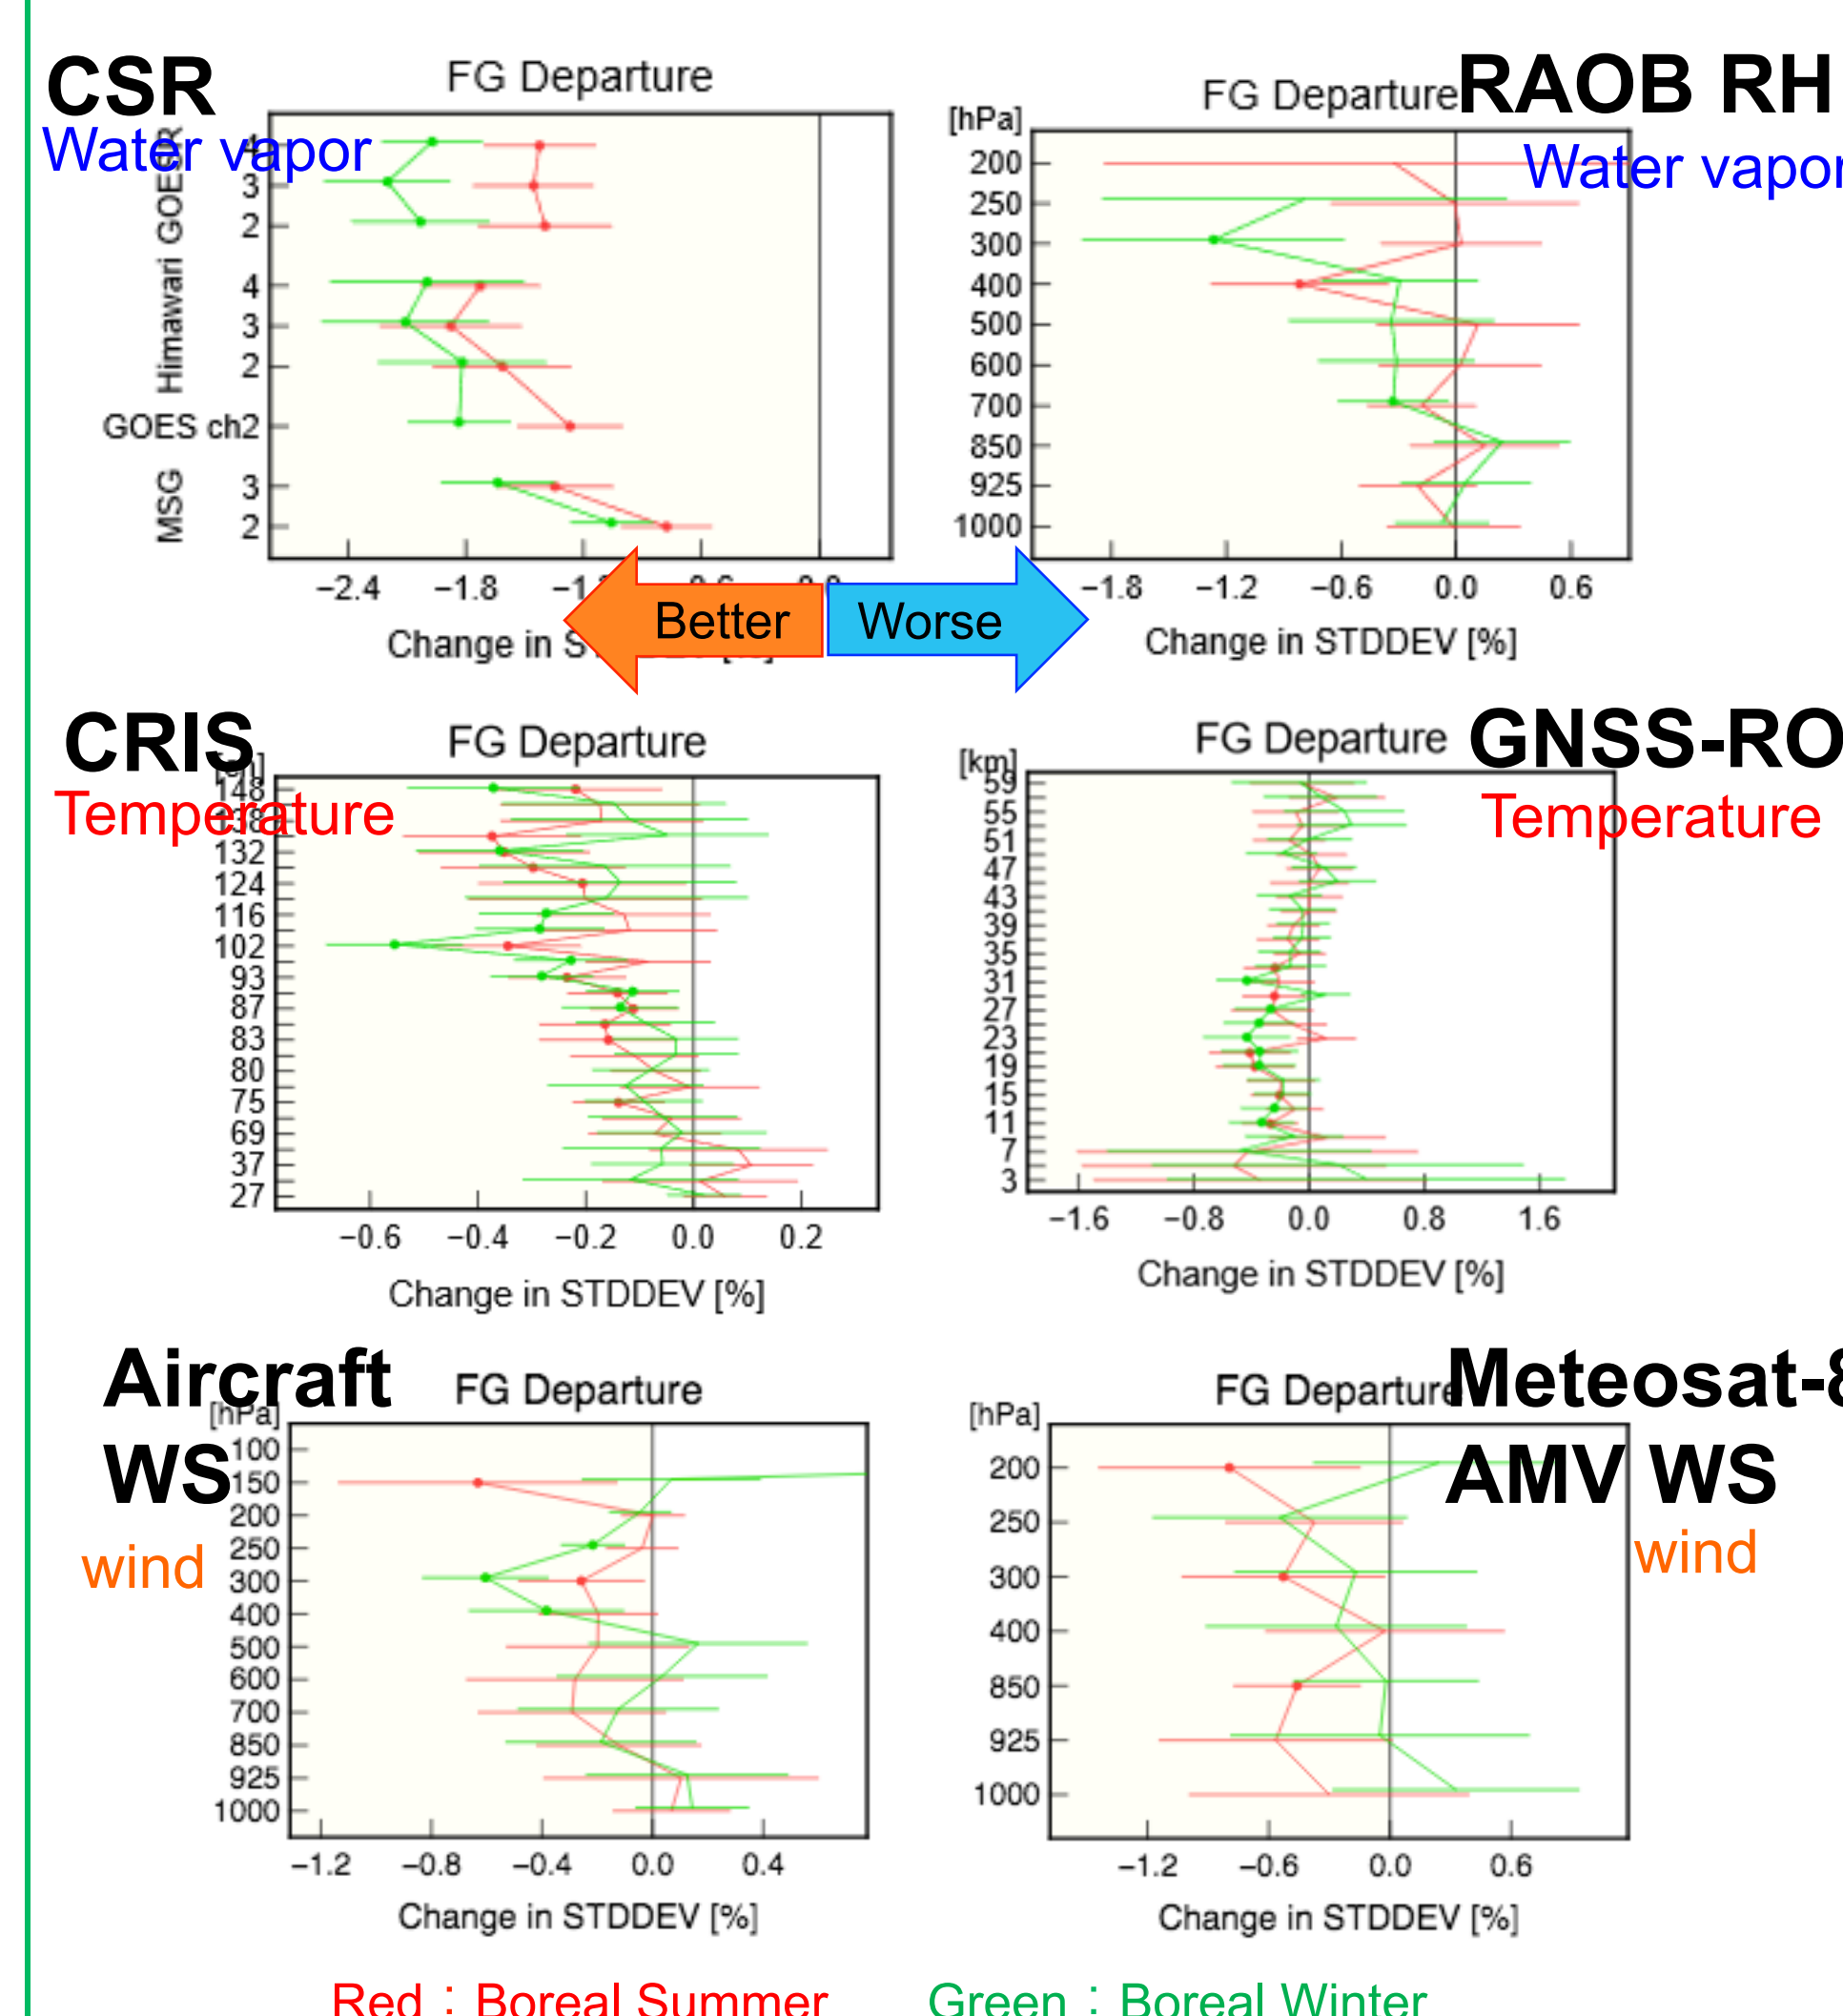 CSR
Water vapor
FG Departure
GOESR
4
3
2
Himawari
4
3
2
GOES ch2
MSG
3
2
−2.4 −1.8
Change in
RAOB RH
Water vapor
FG Departure
[hPa]
200
250
300
400
500
600
700
850
925
1000
−1.8 −1.2 −0.6 0.0 0.6
Change in STDDEV [%]
Better
Worse
CRIS
Temperature
FG Departure
148
138
132
124
116
102
93
87
83
80
75
69
37
27
−0.6 −0.4 −0.2 0.0 0.2
Change in STDDEV [%]
GNSS-RO
Temperature
FG Departure
[km]
59
55
51
47
43
39
35
31
27
23
19
15
11
7
3
−1.6 −0.8 0.0 0.8 1.6
Change in STDDEV [%]
Aircraft
WS
wind
FG Departure
[hPa]
100
150
200
250
300
400
500
600
700
850
925
1000
−1.2 −0.8 −0.4 0.0 0.4
Change in STDDEV [%]
Meteosat-8
AMV WS
wind
FG Departure
[hPa]
200
250
300
400
850
925
1000
−1.2 −0.6 0.0 0.6
Change in STDDEV [%]
Red：Boreal Summer
Green：Boreal Winter